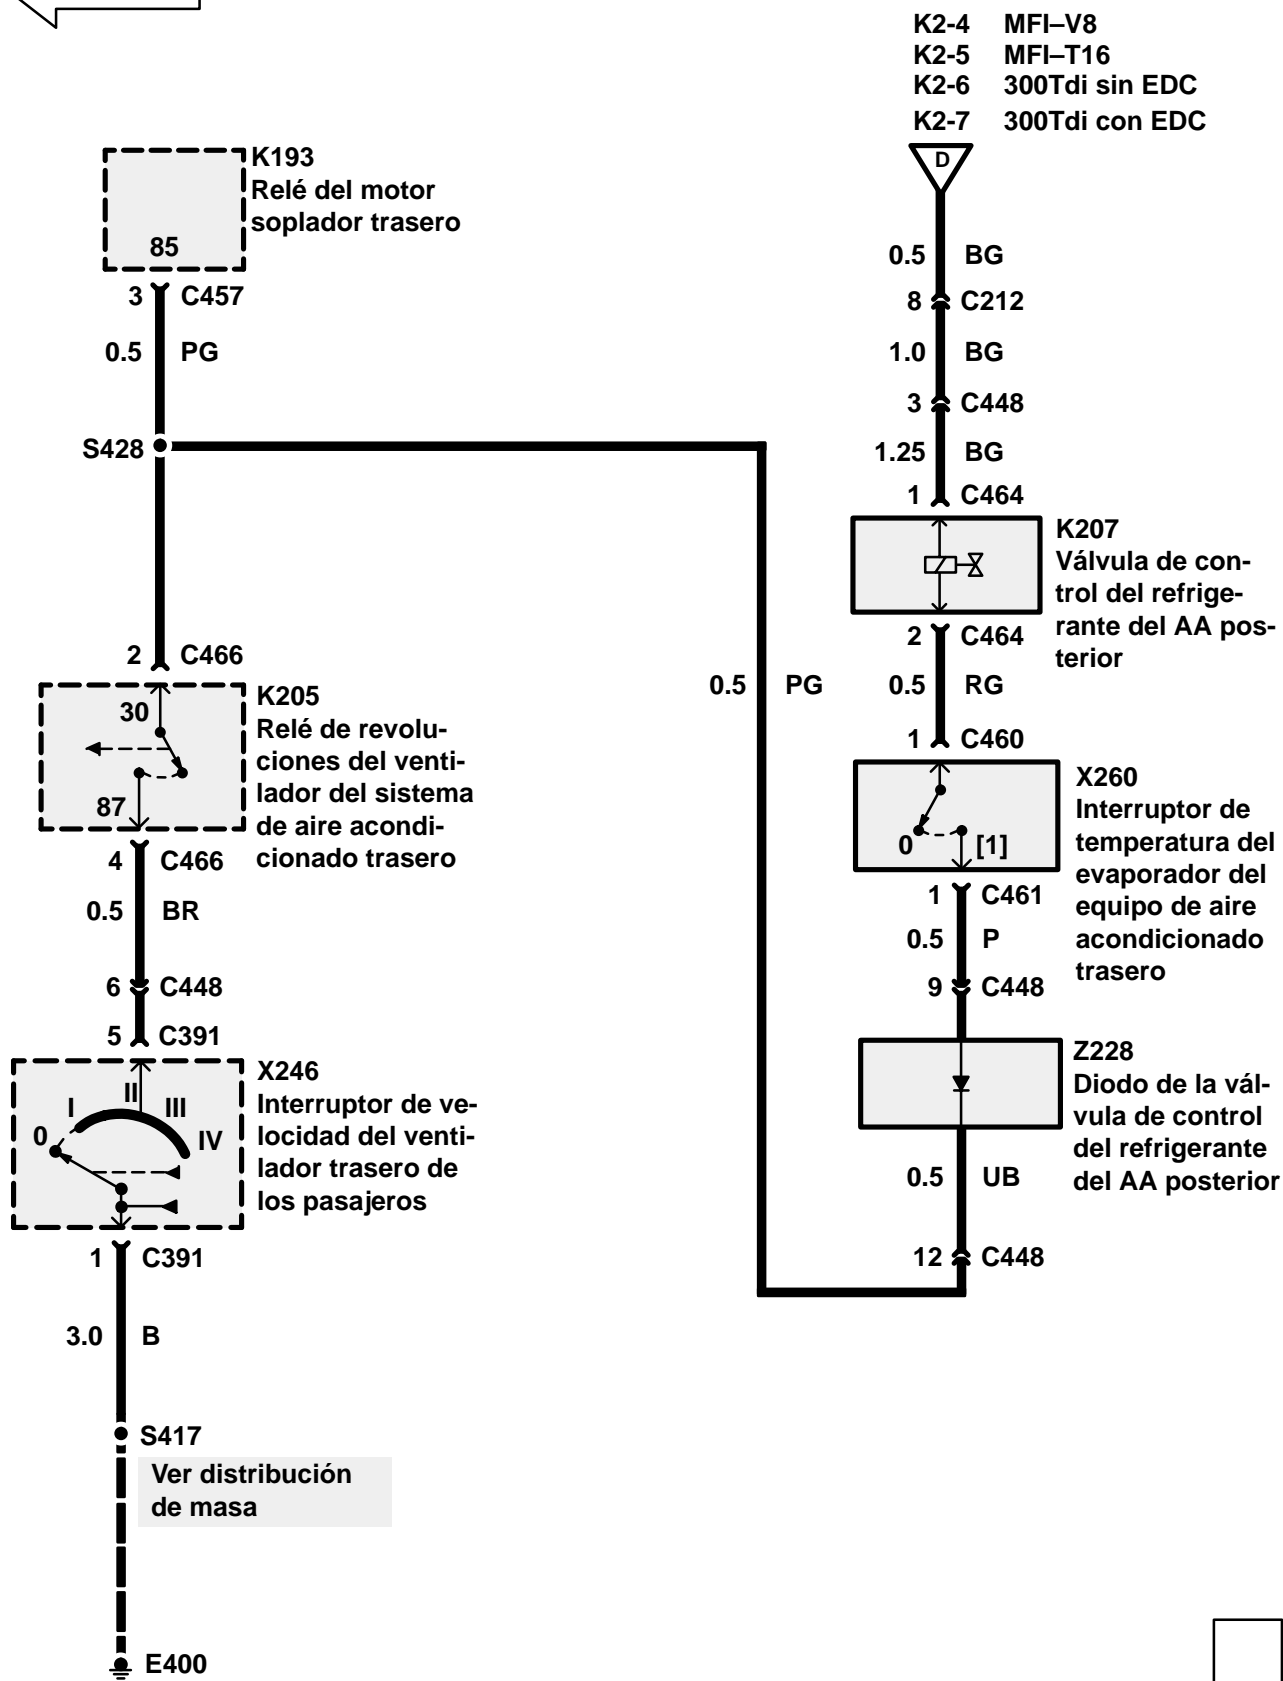 K2-4 MFI–V8
K2-5 MFI–T16
K2-6 300Tdi sin EDC
K2-7 300Tdi con EDC
D
0.5 BG
8 C212
1.0 BG
3 C448
1.25 BG
1 C464
K207
Válvula de con-
trol del refrige-
rante del AA pos-
terior
2 C464
0.5 RG
1 C460
X260
Interruptor de
temperatura del
evaporador del
equipo de aire
acondicionado
trasero
0 [1]
1 C461
0.5 P
9 C448
Z228
Diodo de la vál-
vula de control
del refrigerante
del AA posterior
0.5 UB
12 C448
0.5 PG
K193
Relé del motor
soplador trasero
85
3 C457
0.5 PG
S428
2 C466
K205
Relé de revolu-
ciones del venti-
lador del sistema
de aire acondi-
cionado trasero
30
87
4 C466
0.5 BR
6 C448
5 C391
X246
Interruptor de ve-
locidad del venti-
lador trasero de
los pasajeros
0 I II III IV
1 C391
3.0 B
S417
Ver distribución
de masa
E400